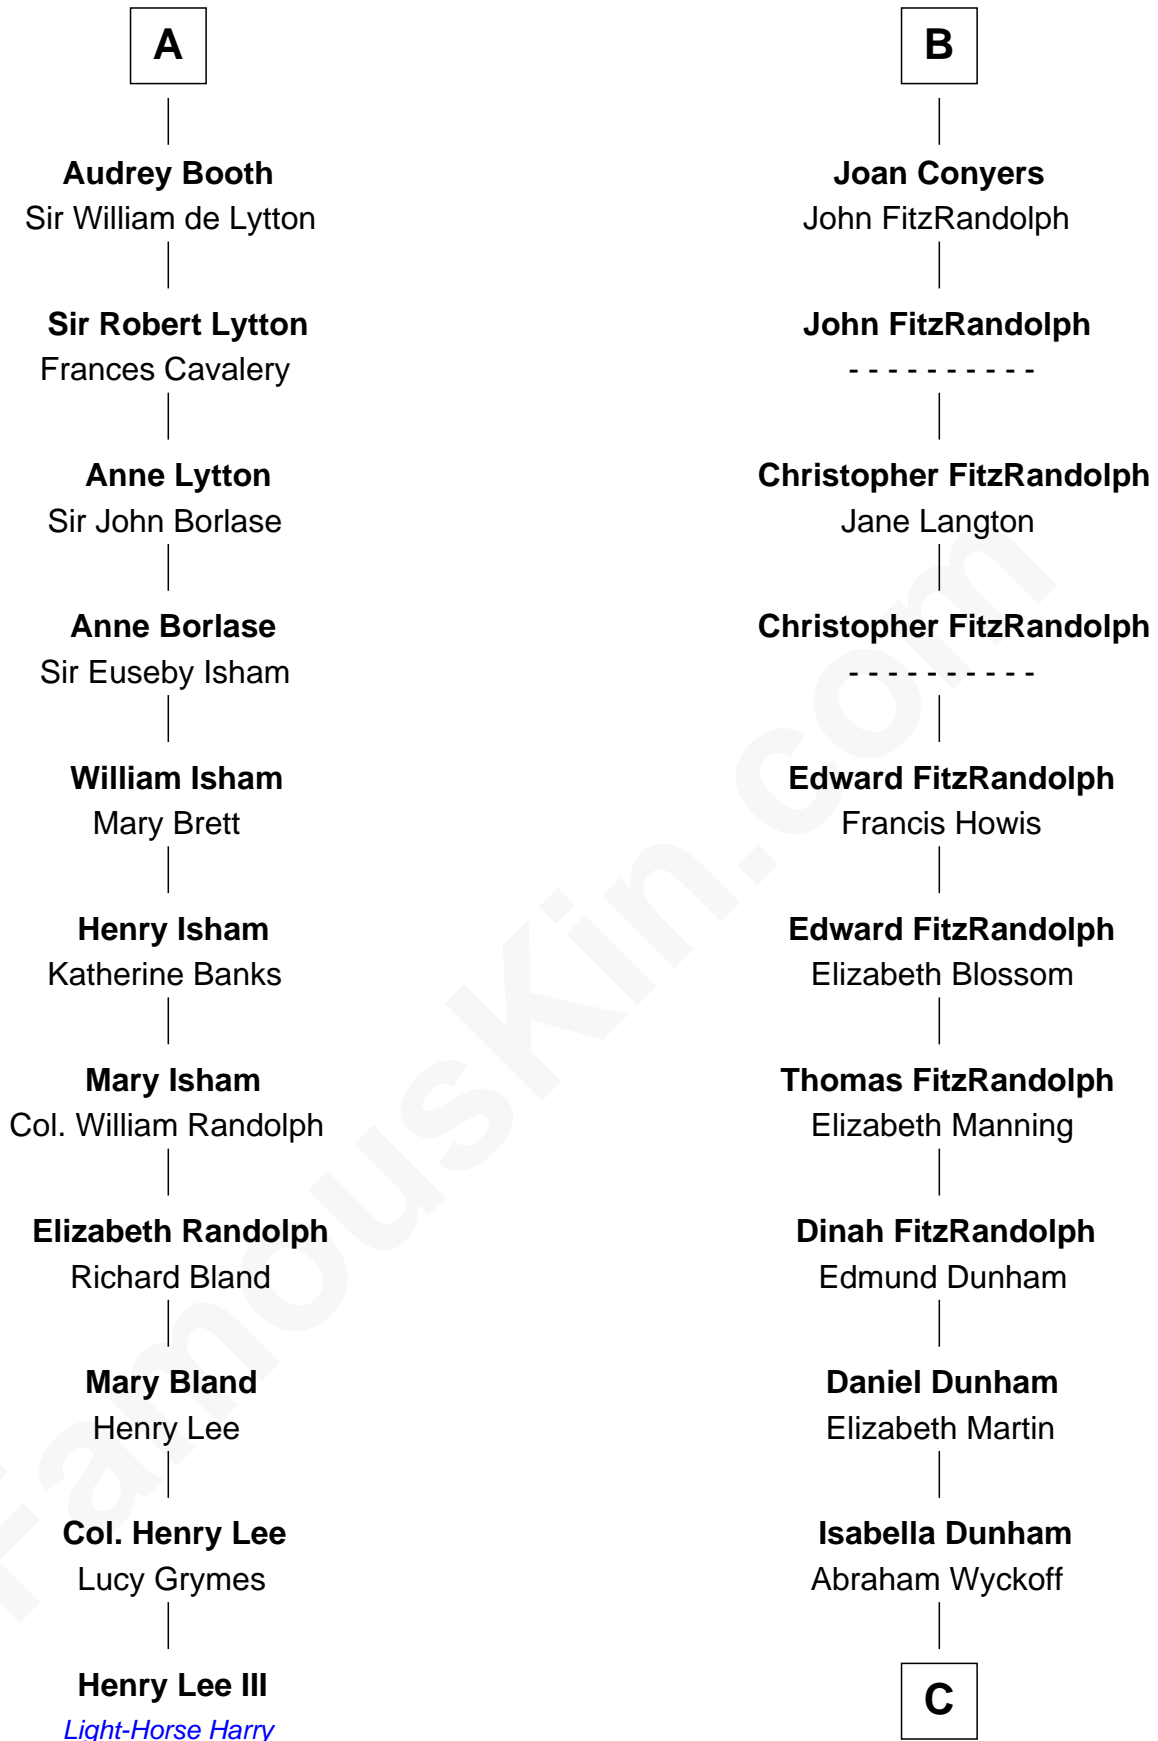 A
Audrey Booth
Sir William de Lytton
Sir Robert Lytton
Frances Cavalery
Anne Lytton
Sir John Borlase
Anne Borlase
Sir Euseby Isham
William Isham
Mary Brett
Henry Isham
Katherine Banks
Mary Isham
Col. William Randolph
Elizabeth Randolph
Richard Bland
Mary Bland
Henry Lee
Col. Henry Lee
Lucy Grymes
Henry Lee III
Light-Horse Harry
B
Joan Conyers
John FitzRandolph
John FitzRandolph
- - - - - - - - - -
Christopher FitzRandolph
Jane Langton
Christopher FitzRandolph
- - - - - - - - - -
Edward FitzRandolph
Francis Howis
Edward FitzRandolph
Elizabeth Blossom
Thomas FitzRandolph
Elizabeth Manning
Dinah FitzRandolph
Edmund Dunham
Daniel Dunham
Elizabeth Martin
Isabella Dunham
Abraham Wyckoff
C
FamousKin.com